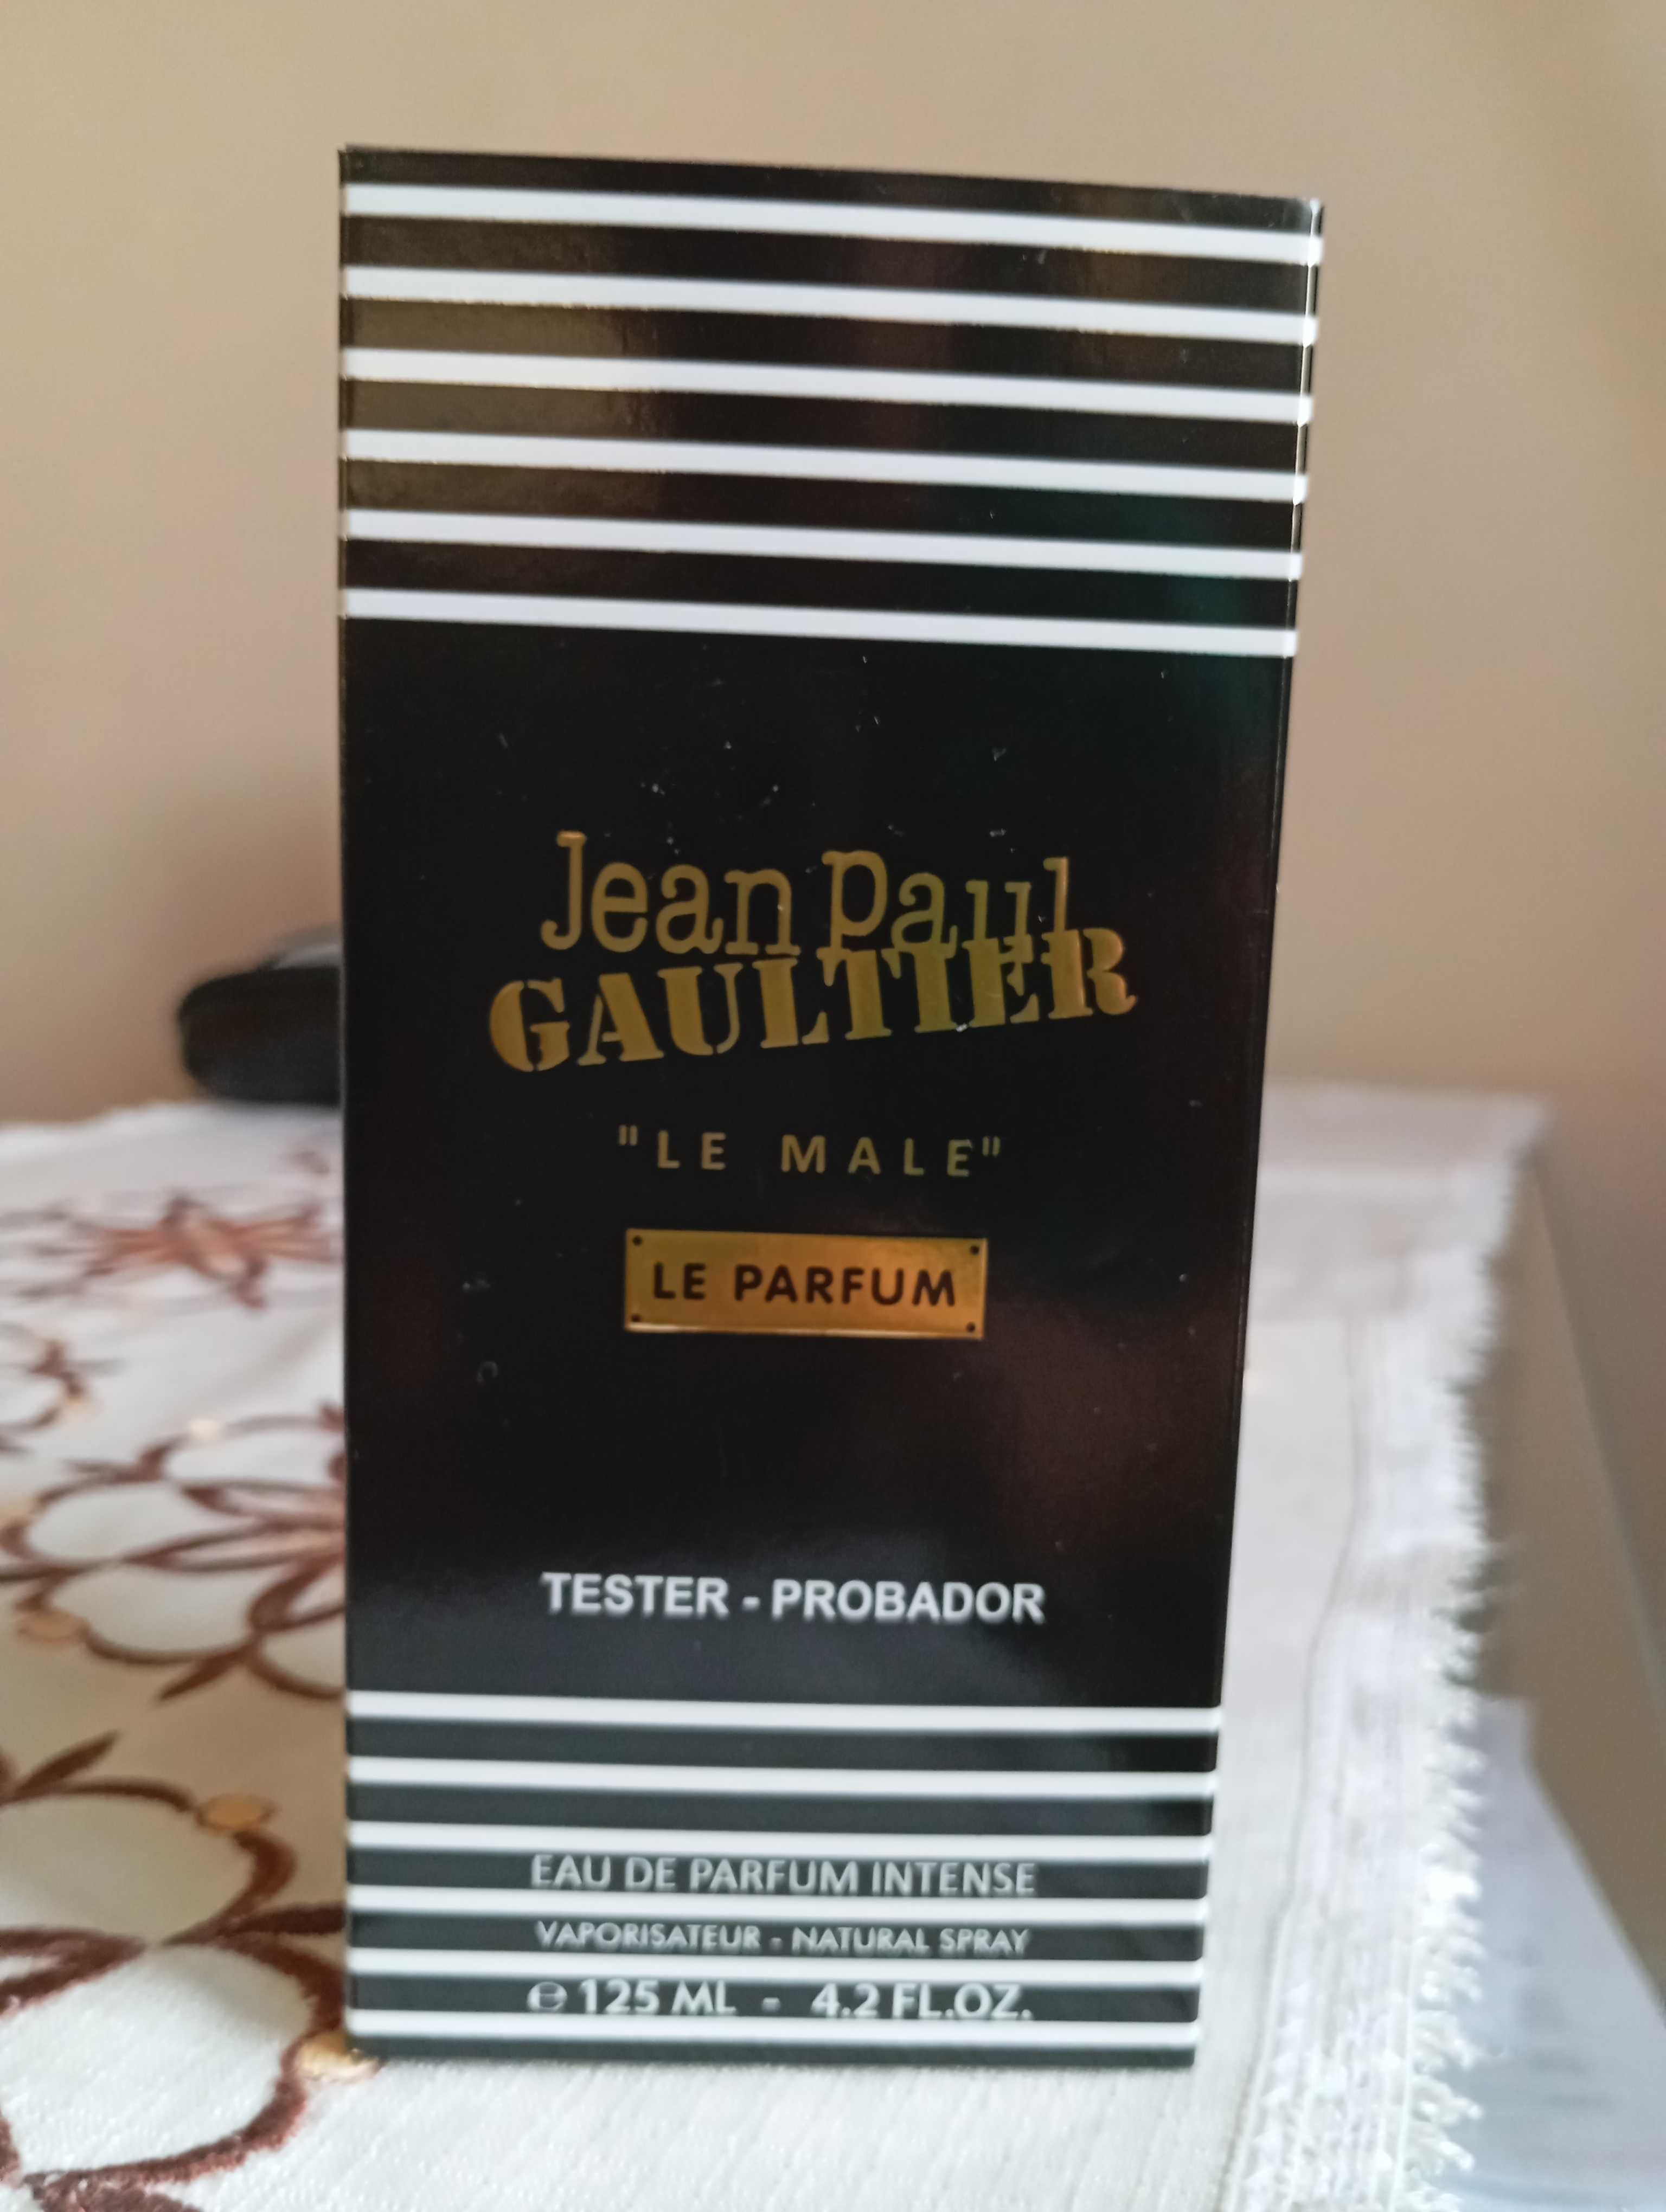 Jean Paul
GAULTIER
"LE MALE"
LE PARFUM
TESTER - PROBADOR
EAU DE PARFUM INTENSE
VAPORISATEUR - NATURAL SPRAY
℮ 125 ML - 4.2 FL.OZ.